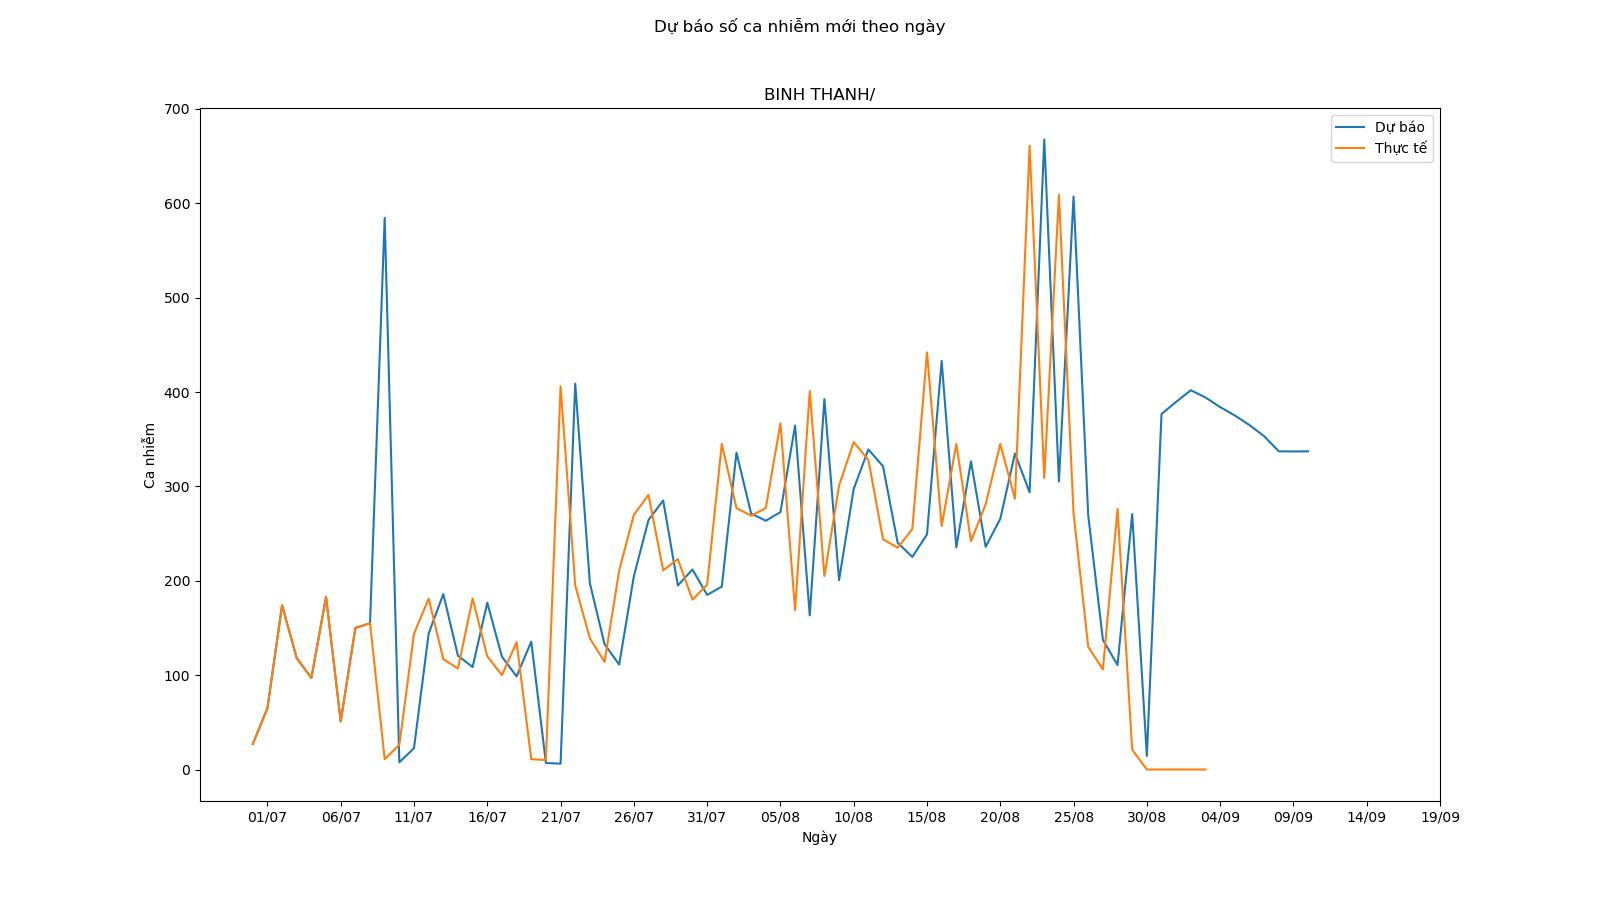 Dự báo số ca nhiễm mới theo ngày
BINH THANH/
Dự báo
Thực tế
700
600
500
400
300
200
100
0
Ca nhiễm
01/07 06/07 11/07 16/07 21/07 26/07 31/07 05/08 10/08 15/08 20/08 25/08 30/08 04/09 09/09 14/09 19/09
Ngày